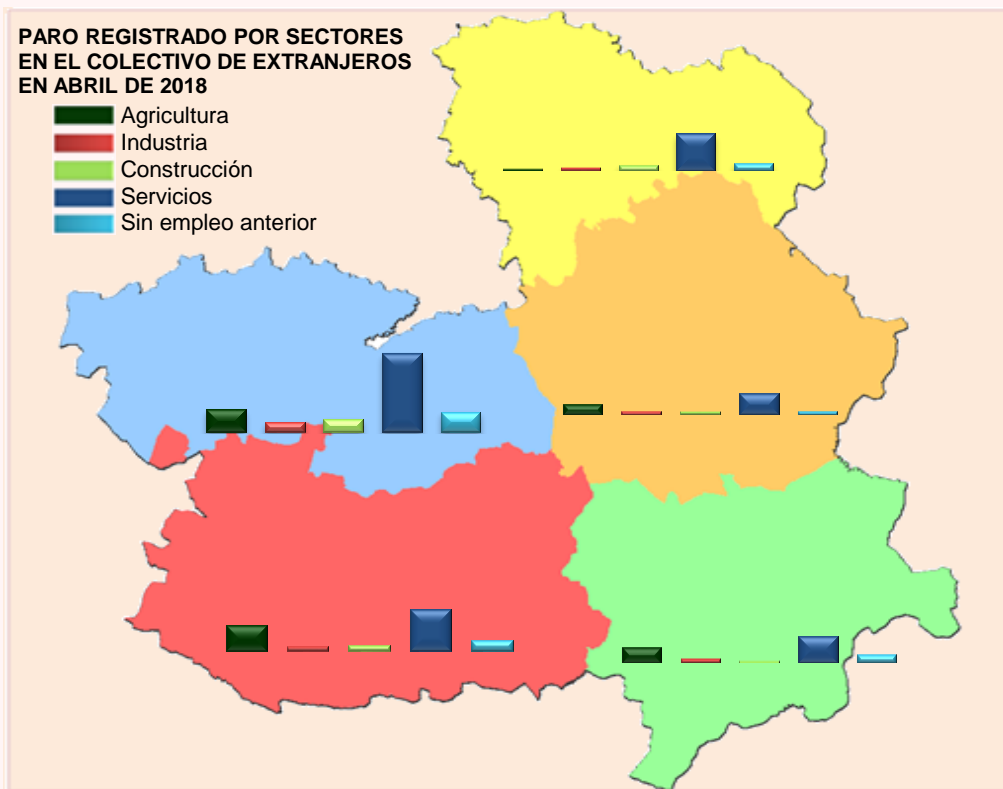 PARO REGISTRADO POR SECTORES
EN EL COLECTIVO DE EXTRANJEROS
EN ABRIL DE 2018
Agricultura
Industria
Construcción
Servicios
Sin empleo anterior